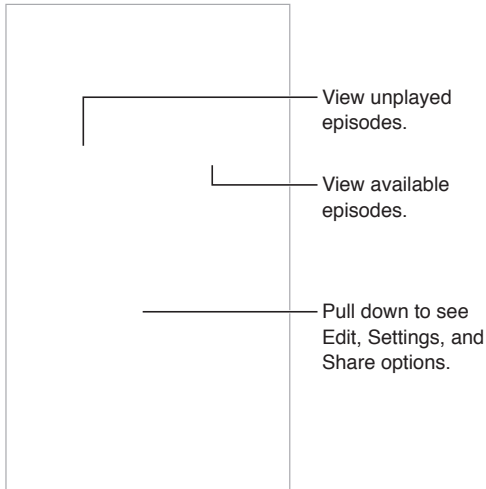 View unplayed
episodes.
View available
episodes.
Pull down to see
Edit, Settings, and
Share options.